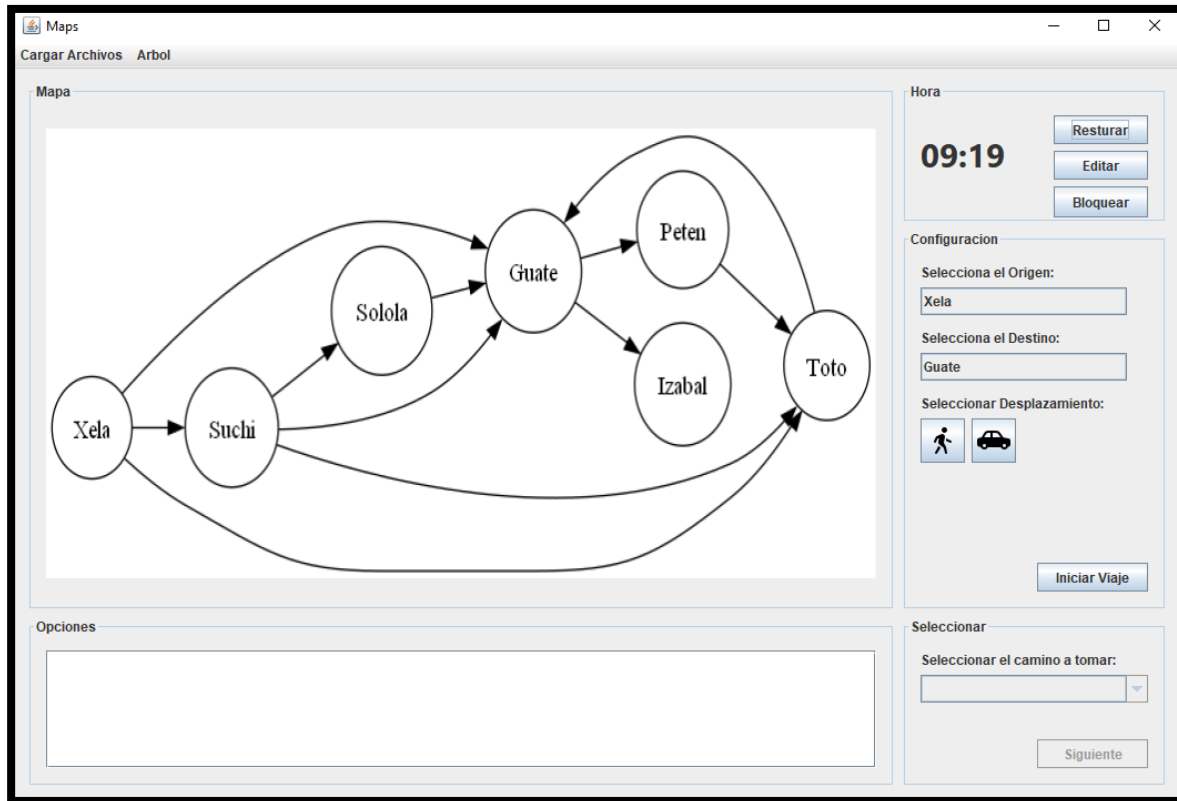 Maps
Cargar Archivos Arbol
Mapa
Xela
Suchi
Solola
Guate
Peten
Izabal
Toto
Hora
09:19
Resturar
Editar
Bloquear
Configuracion
Selecciona el Origen:
Xela
Selecciona el Destino:
Guate
Seleccionar Desplazamiento:
Iniciar Viaje
Opciones
Seleccionar
Seleccionar el camino a tomar:
Siguiente